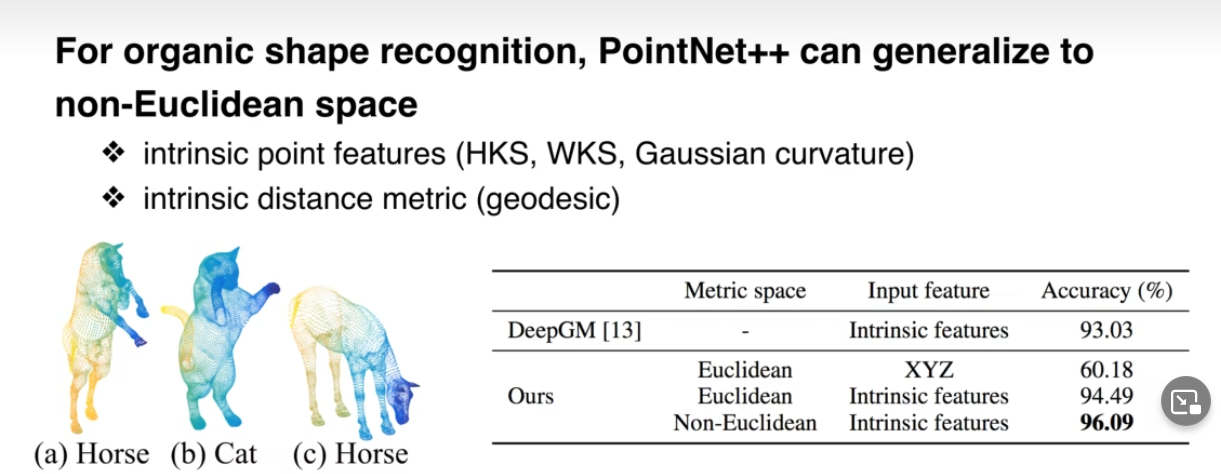 For organic shape recognition, PointNet++ can generalize to
non-Euclidean space
❖ intrinsic point features (HKS, WKS, Gaussian curvature)
❖ intrinsic distance metric (geodesic)
(a) Horse (b) Cat (c) Horse
Metric space Input feature Accuracy (%)
DeepGM [13] - Intrinsic features 93.03
Euclidean XYZ 60.18
Ours Euclidean Intrinsic features 94.49
Non-Euclidean Intrinsic features 96.09